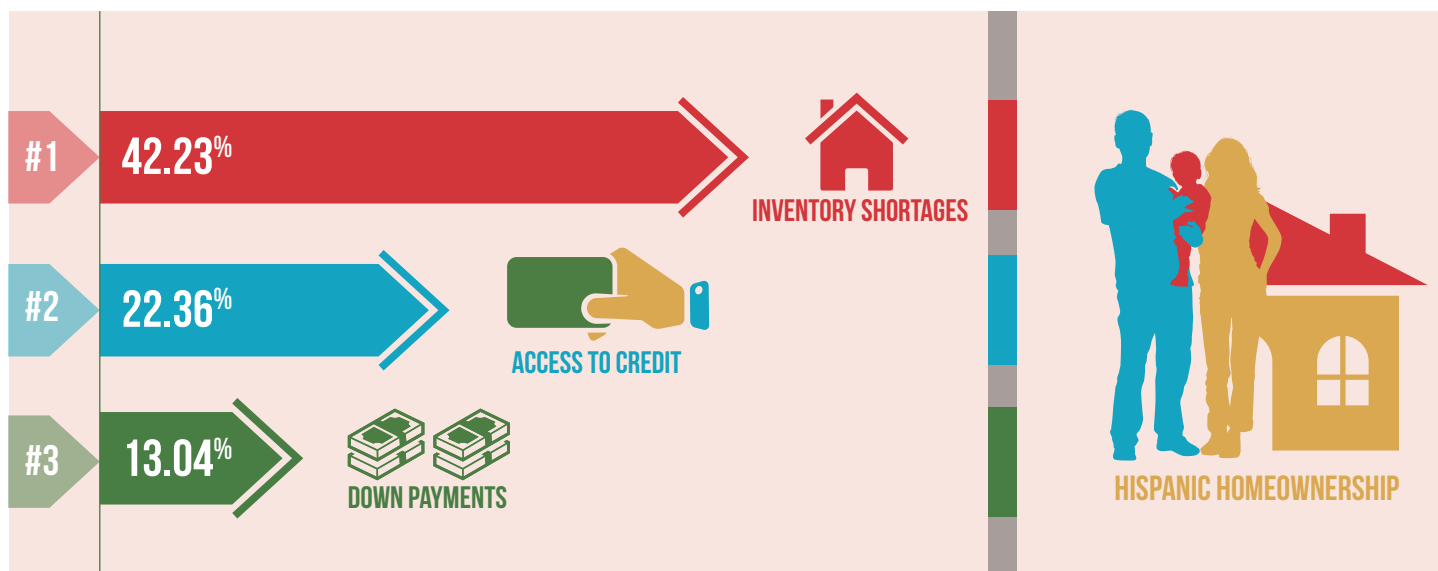 #1
42.23%
INVENTORY SHORTAGES
#2
22.36%
ACCESS TO CREDIT
#3
13.04%
DOWN PAYMENTS
HISPANIC HOMEOWNERSHIP